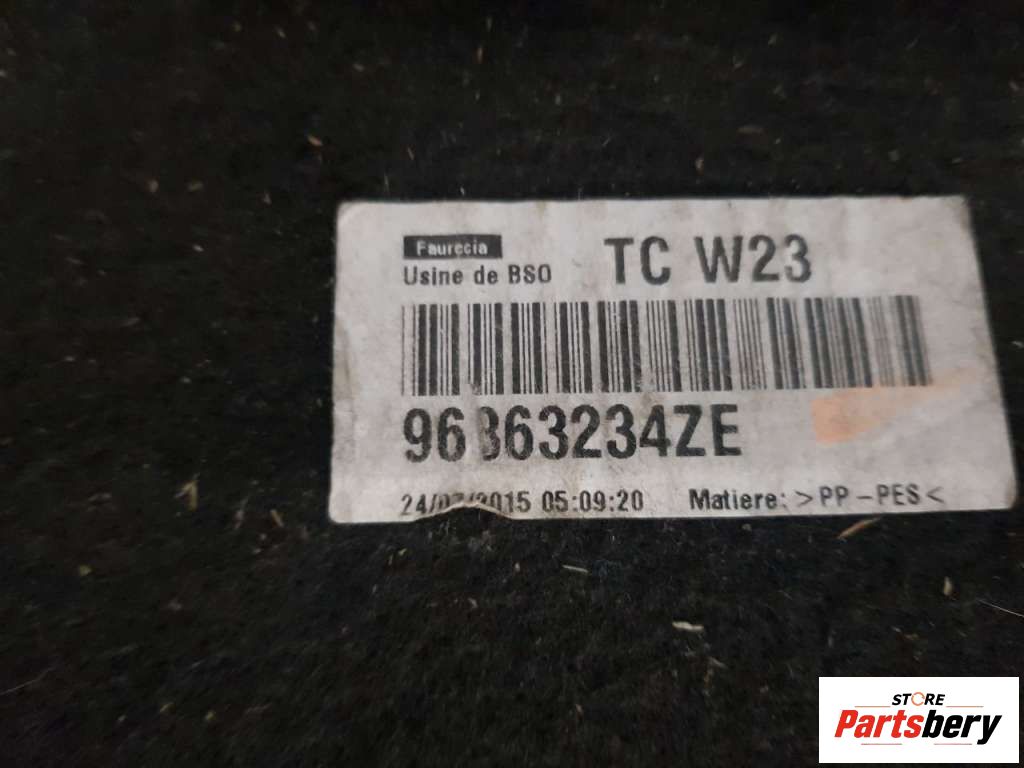 Faurecia
Usine de BSO
TC W23
96863234ZE
05:09:20
Matiere: >PP-PES<
STORE
Partsbery